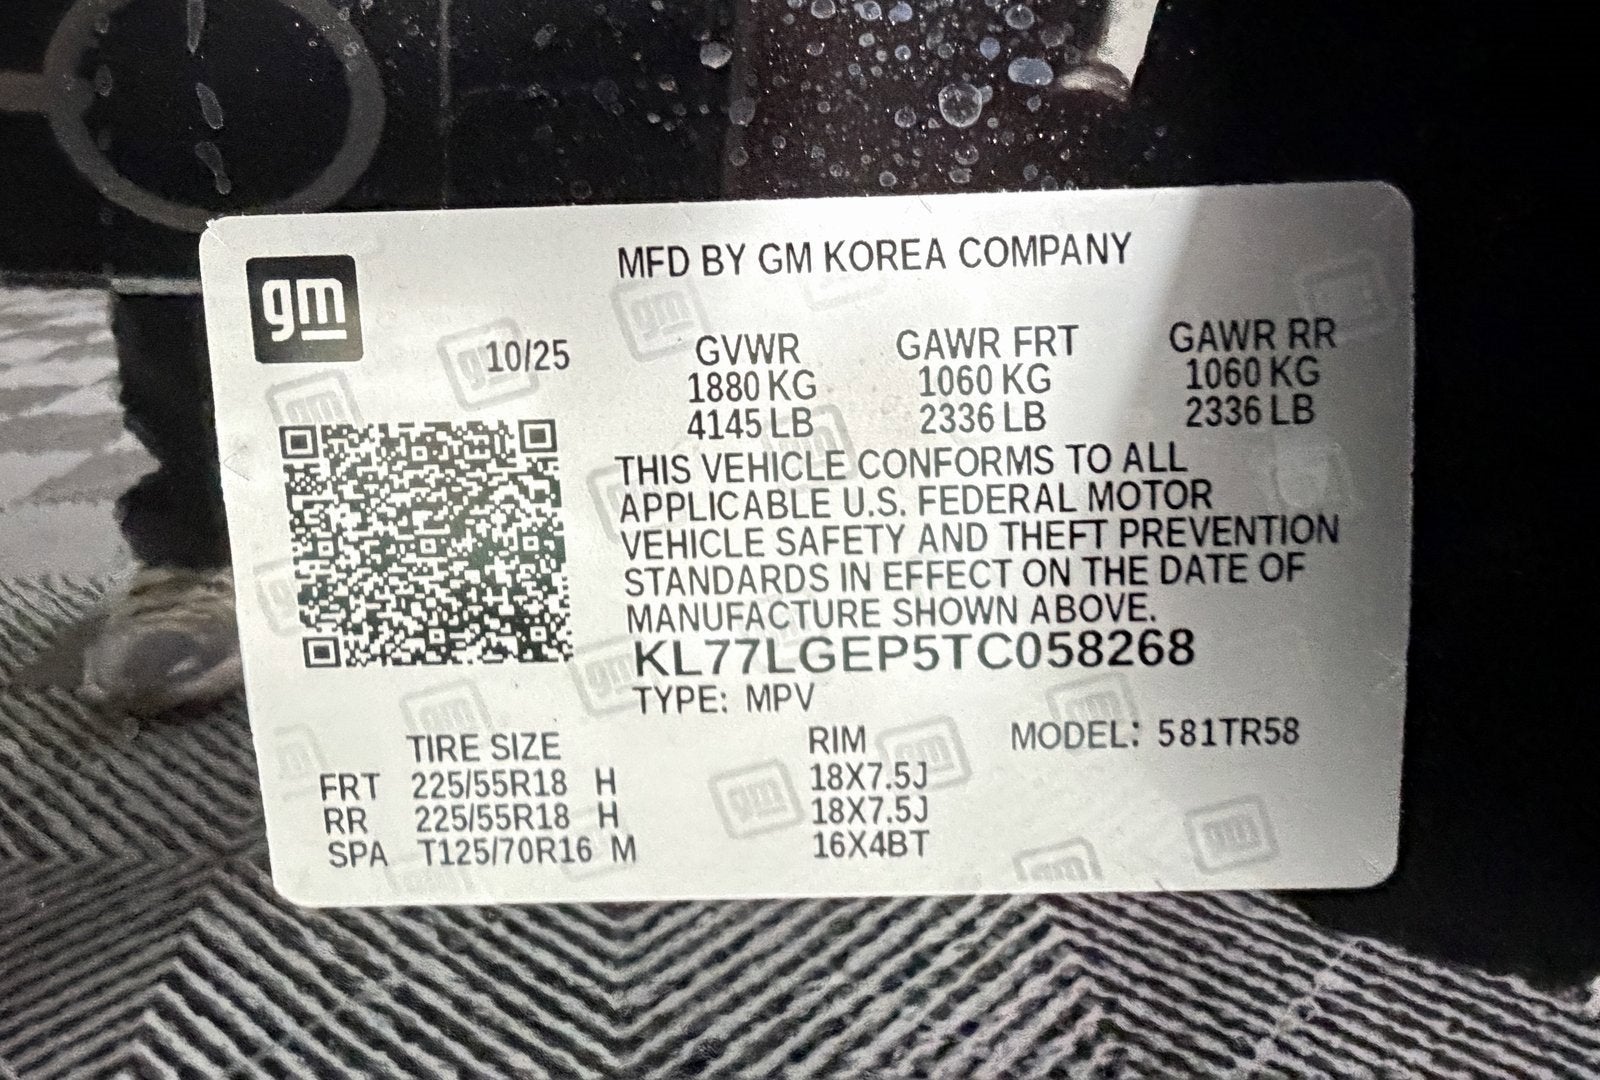 gm
MFD BY GM KOREA COMPANY
10/25
GVWR GAWR FRT GAWR RR
1880 KG 1060 KG 1060 KG
4145 LB 2336 LB 2336 LB
THIS VEHICLE CONFORMS TO ALL
APPLICABLE U.S. FEDERAL MOTOR
VEHICLE SAFETY AND THEFT PREVENTION
STANDARDS IN EFFECT ON THE DATE OF
MANUFACTURE SHOWN ABOVE.
KL77LGEP5TC058268
TYPE: MPV
TIRE SIZE RIM MODEL: 581TR58
FRT 225/55R18 H 18X7.5J
RR 225/55R18 H 18X7.5J
SPA T125/70R16 M 16X4BT